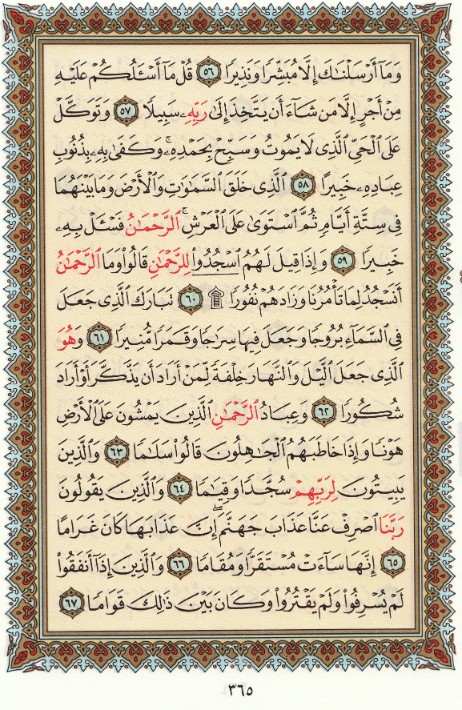 وَمَآ أَرْسَلْنَٰكَ إِلَّا مُبَشِّرًا وَنَذِيرًا ٥٦ قُلْ مَآ أَسْـَٔلُكُمْ عَلَيْهِ
مِنْ أَجْرٍ إِلَّا مَن شَآءَ أَن يَتَّخِذَ إِلَىٰ رَبِّهِۦ سَبِيلًا ٥٧ وَتَوَكَّلْ
عَلَى ٱلْحَىِّ ٱلَّذِى لَا يَمُوتُ وَسَبِّحْ بِحَمْدِهِۦ ۚ وَكَفَىٰ بِهِۦ بِذُنُوبِ
عِبَادِهِۦ خَبِيرًا ٥٨ ٱلَّذِى خَلَقَ ٱلسَّمَٰوَٰتِ وَٱلْأَرْضَ وَمَا بَيْنَهُمَا
فِى سِتَّةِ أَيَّامٍ ثُمَّ ٱسْتَوَىٰ عَلَى ٱلْعَرْشِ ۚ ٱلرَّحْمَٰنُ فَسْـَٔلْ بِهِۦ
خَبِيرًا ٥٩ وَإِذَا قِيلَ لَهُمُ ٱسْجُدُوا۟ لِلرَّحْمَٰنِ قَالُوا۟ وَمَا ٱلرَّحْمَٰنُ
أَنَسْجُدُ لِمَا تَأْمُرُنَا وَزَادَهُمْ نُفُورًا ۩ ٦٠ تَبَارَكَ ٱلَّذِى جَعَلَ
فِى ٱلسَّمَآءِ بُرُوجًا وَجَعَلَ فِيهَا سِرَٰجًا وَقَمَرًا مُّنِيرًا ٦١ وَهُوَ
ٱلَّذِى جَعَلَ ٱلَّيْلَ وَٱلنَّهَارَ خِلْفَةً لِّمَنْ أَرَادَ أَن يَذَّكَّرَ أَوْ أَرَادَ
شُكُورًا ٦٢ وَعِبَادُ ٱلرَّحْمَٰنِ ٱلَّذِينَ يَمْشُونَ عَلَى ٱلْأَرْضِ
هَوْنًا وَإِذَا خَاطَبَهُمُ ٱلْجَٰهِلُونَ قَالُوا۟ سَلَٰمًا ٦٣ وَٱلَّذِينَ
يَبِيتُونَ لِرَبِّهِمْ سُجَّدًا وَقِيَٰمًا ٦٤ وَٱلَّذِينَ يَقُولُونَ
رَبَّنَا ٱصْرِفْ عَنَّا عَذَابَ جَهَنَّمَ ۖ إِنَّ عَذَابَهَا كَانَ غَرَامًا
٦٥ إِنَّهَا سَآءَتْ مُسْتَقَرًّا وَمُقَامًا ٦٦ وَٱلَّذِينَ إِذَآ أَنفَقُوا۟
لَمْ يُسْرِفُوا۟ وَلَمْ يَقْتُرُوا۟ وَكَانَ بَيْنَ ذَٰلِكَ قَوَامًا ٦٧
٣٦٥